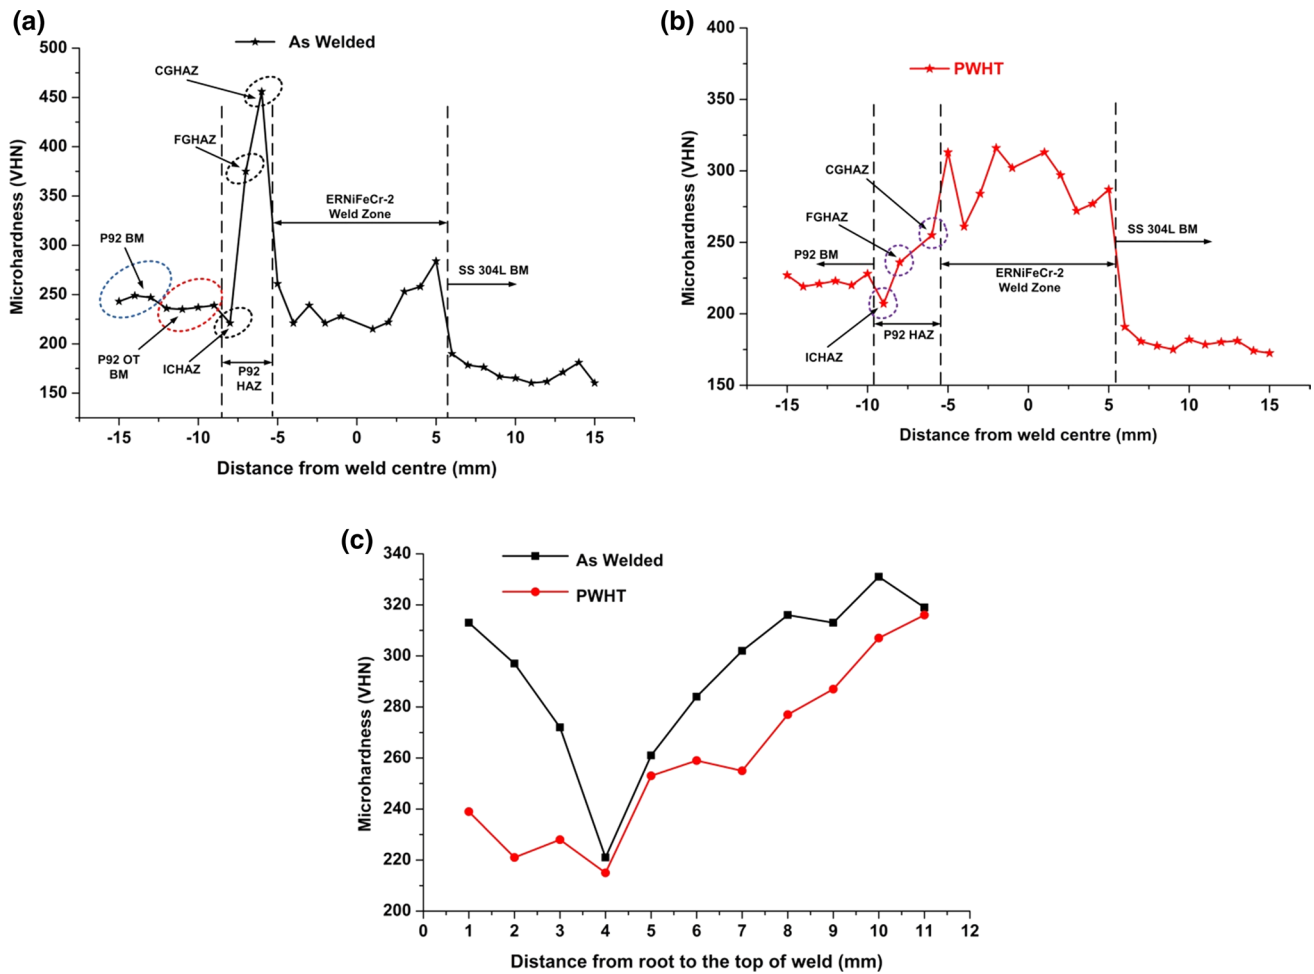 (a)
As Welded
500
450
400
350
300
250
200
150
Microhardness (VHN)
CGHAZ
FGHAZ
P92 BM
P92 OT
BM
ICHAZ
P92
HAZ
ERNiFeCr-2
Weld Zone
SS 304L BM
-15 -10 -5 0 5 10 15
Distance from weld centre (mm)
(b)
PWHT
400
350
300
250
200
150
Microhardness (VHN)
CGHAZ
FGHAZ
P92 BM
ICHAZ
P92 HAZ
ERNiFeCr-2
Weld Zone
SS 304L BM
-15 -10 -5 0 5 10 15
Distance from weld centre (mm)
(c)
As Welded
PWHT
340
320
300
280
260
240
220
200
Microhardness (VHN)
0 1 2 3 4 5 6 7 8 9 10 11 12
Distance from root to the top of weld (mm)